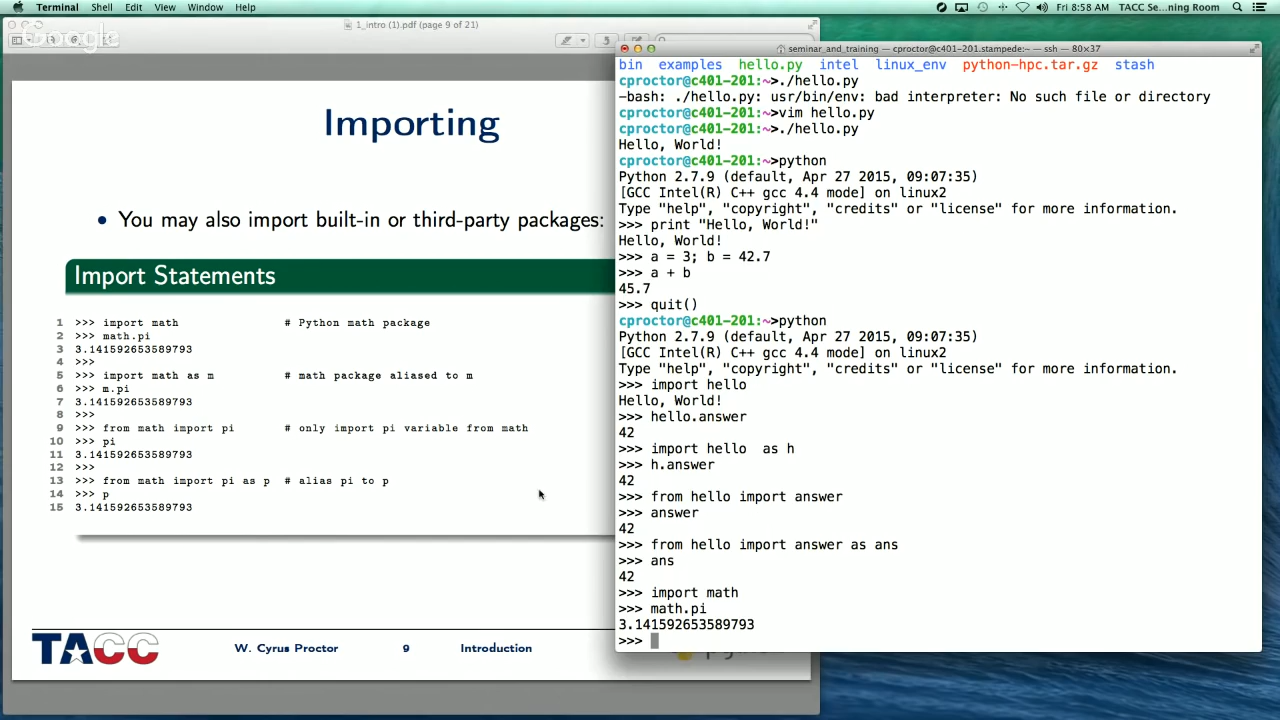 Terminal Shell Edit View Window Help
Fri 8:58 AM TACC Se...ning Room
1_intro (1).pdf (page 9 of 21)
Google
Importing
• You may also import built-in or third-party packages:
Import Statements
1 >>> import math # Python math package
2 >>> math.pi
3 3.141592653589793
4 >>>
5 >>> import math as m # math package aliased to m
6 >>> m.pi
7 3.141592653589793
8 >>>
9 >>> from math import pi # only import pi variable from math
10 >>> pi
11 3.141592653589793
12 >>>
13 >>> from math import pi as p # alias pi to p
14 >>> p
15 3.141592653589793
TACC W. Cyrus Proctor 9 Introduction
seminar_and_training — cproctor@c401-201.stampede:~ — ssh — 80×37
bin examples hello.py intel linux_env python-hpc.tar.gz stash
cproctor@c401-201:~>./hello.py
-bash: ./hello.py: usr/bin/env: bad interpreter: No such file or directory
cproctor@c401-201:~>vim hello.py
cproctor@c401-201:~>./hello.py
Hello, World!
cproctor@c401-201:~>python
Python 2.7.9 (default, Apr 27 2015, 09:07:35)
[GCC Intel(R) C++ gcc 4.4 mode] on linux2
Type "help", "copyright", "credits" or "license" for more information.
>>> print "Hello, World!"
Hello, World!
>>> a = 3; b = 42.7
>>> a + b
45.7
>>> quit()
cproctor@c401-201:~>python
Python 2.7.9 (default, Apr 27 2015, 09:07:35)
[GCC Intel(R) C++ gcc 4.4 mode] on linux2
Type "help", "copyright", "credits" or "license" for more information.
>>> import hello
Hello, World!
>>> hello.answer
42
>>> import hello  as h
>>> h.answer
42
>>> from hello import answer
>>> answer
42
>>> from hello import answer as ans
>>> ans
42
>>> import math
>>> math.pi
3.141592653589793
>>>